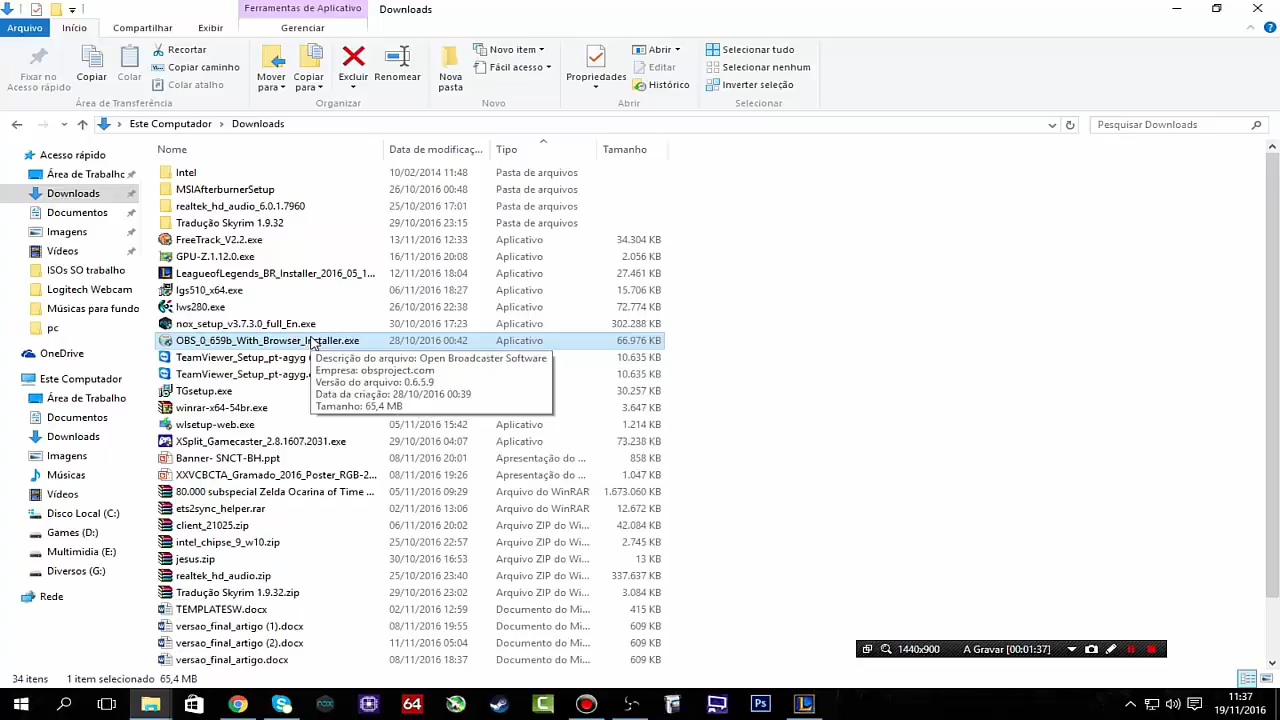 Ferramentas de Aplicativo
Downloads
Arquivo
Início
Compartilhar
Exibir
Gerenciar
Fixar no
Acesso rápido
Copiar
Colar
Recortar
Copiar caminho
Colar atalho
Área de Transferência
Mover
para
Copiar
para
Excluir
Renomear
Organizar
Nova
pasta
Novo item
Fácil acesso
Novo
Propriedades
Abrir
Editar
Histórico
Abrir
Selecionar tudo
Selecionar nenhum
Inverter seleção
Selecionar
Este Computador > Downloads
Pesquisar Downloads
Acesso rápido
Área de Trabalho
Downloads
Documentos
Imagens
Vídeos
ISOs SO trabalho
Logitech Webcam
Músicas para fundo
pc
OneDrive
Este Computador
Área de Trabalho
Documentos
Downloads
Imagens
Músicas
Vídeos
Disco Local (C:)
Games (D:)
Multimidia (E:)
Diversos (G:)
Rede
Nome Data de modificaç... Tipo Tamanho
Intel 10/02/2014 11:48 Pasta de arquivos
MSIAfterburnerSetup 26/10/2016 00:48 Pasta de arquivos
realtek_hd_audio_6.0.1.7960 25/10/2016 17:01 Pasta de arquivos
Tradução Skyrim 1.9.32 29/10/2016 23:15 Pasta de arquivos
FreeTrack_V2.2.exe 13/11/2016 12:33 Aplicativo 34.304 KB
GPU-Z.1.12.0.exe 16/11/2016 20:08 Aplicativo 2.056 KB
LeagueofLegends_BR_Installer_2016_05_1... 12/11/2016 18:04 Aplicativo 27.461 KB
lgs510_x64.exe 06/11/2016 18:27 Aplicativo 15.706 KB
lws280.exe 26/10/2016 22:38 Aplicativo 72.774 KB
nox_setup_v3.7.3.0_full_En.exe 30/10/2016 17:23 Aplicativo 302.288 KB
OBS_0_659b_With_Browser_Installer.exe 28/10/2016 00:42 Aplicativo 66.976 KB
TeamViewer_Setup_pt-agyg 10.635 KB
TeamViewer_Setup_pt-agyg. 10.635 KB
TGsetup.exe 30.257 KB
winrar-x64-54br.exe 3.647 KB
wlsetup-web.exe 05/11/2016 15:42 Aplicativo 1.214 KB
XSplit_Gamecaster_2.8.1607.2031.exe 29/10/2016 04:07 Aplicativo 73.238 KB
Banner- SNCT-BH.ppt 08/11/2016 20:01 Apresentação do ... 858 KB
XXVCBCTA_Gramado_2016_Poster_RGB-2... 08/11/2016 19:26 Apresentação do ... 1.047 KB
80.000 subspecial Zelda Ocarina of Time ... 05/11/2016 09:29 Arquivo do WinRAR 1.673.060 KB
ets2sync_helper.rar 02/11/2016 13:06 Arquivo do WinRAR 12.672 KB
client_21025.zip 06/11/2016 20:02 Arquivo ZIP do Wi... 42.084 KB
intel_chipse_9_w10.zip 25/10/2016 22:57 Arquivo ZIP do Wi... 2.745 KB
jesus.zip 30/10/2016 16:53 Arquivo ZIP do Wi... 13 KB
realtek_hd_audio.zip 25/10/2016 23:40 Arquivo ZIP do Wi... 337.637 KB
Tradução Skyrim 1.9.32.zip 29/10/2016 23:02 Arquivo ZIP do Wi... 3.084 KB
TEMPLATESW.docx 02/11/2016 12:59 Documento do Mi... 415 KB
versao_final_artigo (1).docx 08/11/2016 19:55 Documento do Mi... 609 KB
versao_final_artigo (2).docx 11/11/2016 05:04 Documento do Mi... 609 KB
versao_final_artigo.docx 08/11/2016 18:37 Documento do Mi... 609 KB
Descrição do arquivo: Open Broadcaster Software
Empresa: obsproject.com
Versão do arquivo: 0.6.5.9
Data da criação: 28/10/2016 00:39
Tamanho: 65,4 MB
1440x900 A Gravar [00:01:37]
34 itens 1 item selecionado 65,4 MB
nox
64
Ps
11:37
19/11/2016